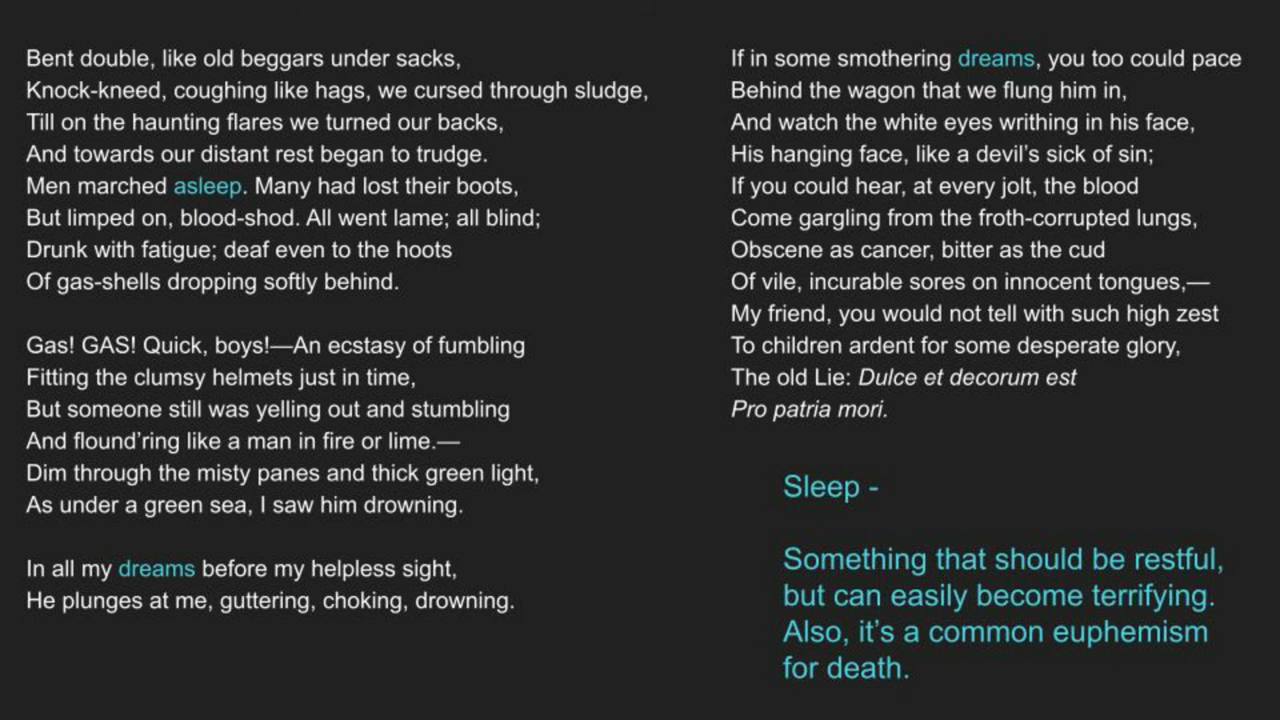 Bent double, like old beggars under sacks,
Knock-kneed, coughing like hags, we cursed through sludge,
Till on the haunting flares we turned our backs,
And towards our distant rest began to trudge.
Men marched asleep. Many had lost their boots,
But limped on, blood-shod. All went lame; all blind;
Drunk with fatigue; deaf even to the hoots
Of gas-shells dropping softly behind.
Gas! GAS! Quick, boys!—An ecstasy of fumbling
Fitting the clumsy helmets just in time,
But someone still was yelling out and stumbling
And flound’ring like a man in fire or lime.—
Dim through the misty panes and thick green light,
As under a green sea, I saw him drowning.
In all my dreams before my helpless sight,
He plunges at me, guttering, choking, drowning.
If in some smothering dreams, you too could pace
Behind the wagon that we flung him in,
And watch the white eyes writhing in his face,
His hanging face, like a devil’s sick of sin;
If you could hear, at every jolt, the blood
Come gargling from the froth-corrupted lungs,
Obscene as cancer, bitter as the cud
Of vile, incurable sores on innocent tongues,—
My friend, you would not tell with such high zest
To children ardent for some desperate glory,
The old Lie: Dulce et decorum est
Pro patria mori.
Sleep -
Something that should be restful,
but can easily become terrifying.
Also, it’s a common euphemism
for death.